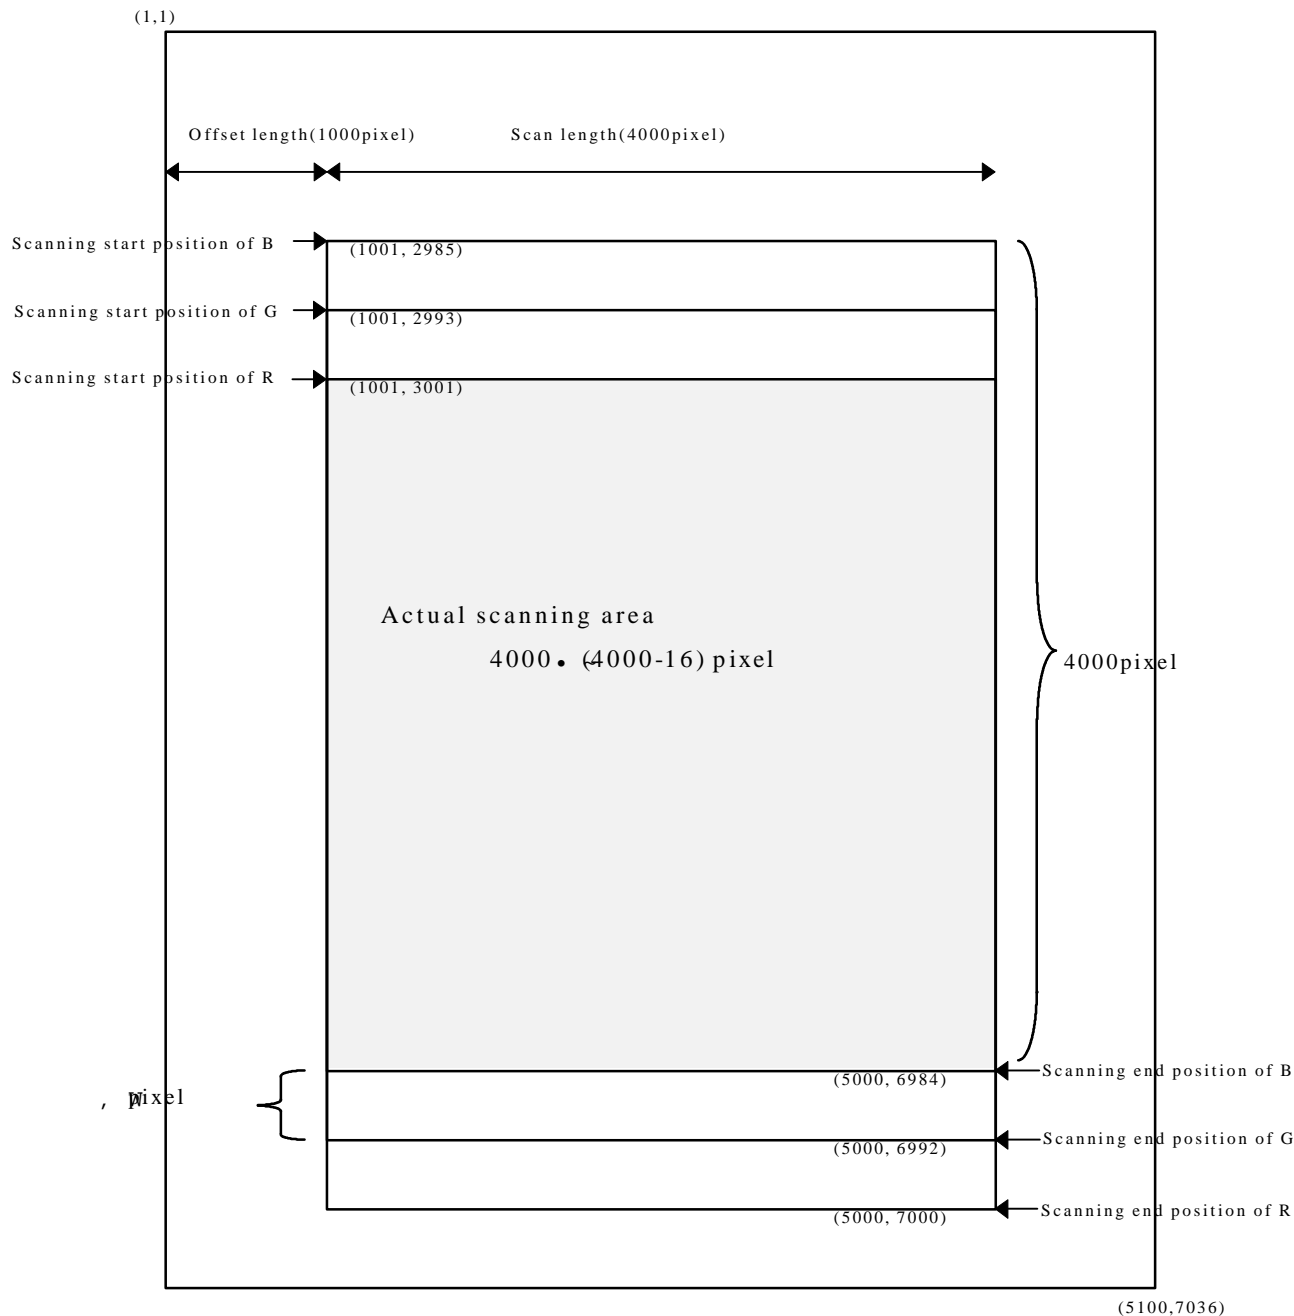 (1,1)
Offset length(1000pixel)
Scan length(4000pixel)
Scanning start position of B
(1001, 2985)
Scanning start position of G
(1001, 2993)
Scanning start position of R
(1001, 3001)
Actual scanning area
4000 (4000-16) pixel
4000pixel
(5000, 6984)
Scanning end position of B
pixel
(5000, 6992)
Scanning end position of G
(5000, 7000)
Scanning end position of R
(5100,7036)